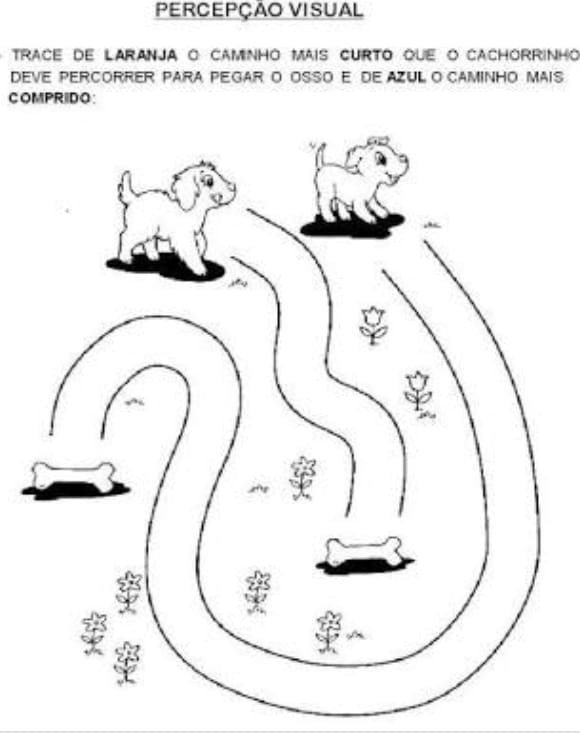 PERCEPÇÃO VISUAL
- TRACE DE LARANJA O CAMINHO MAIS CURTO QUE O CACHORRINHO
DEVE PERCORRER PARA PEGAR O OSSO E DE AZUL O CAMINHO MAIS
COMPRIDO: